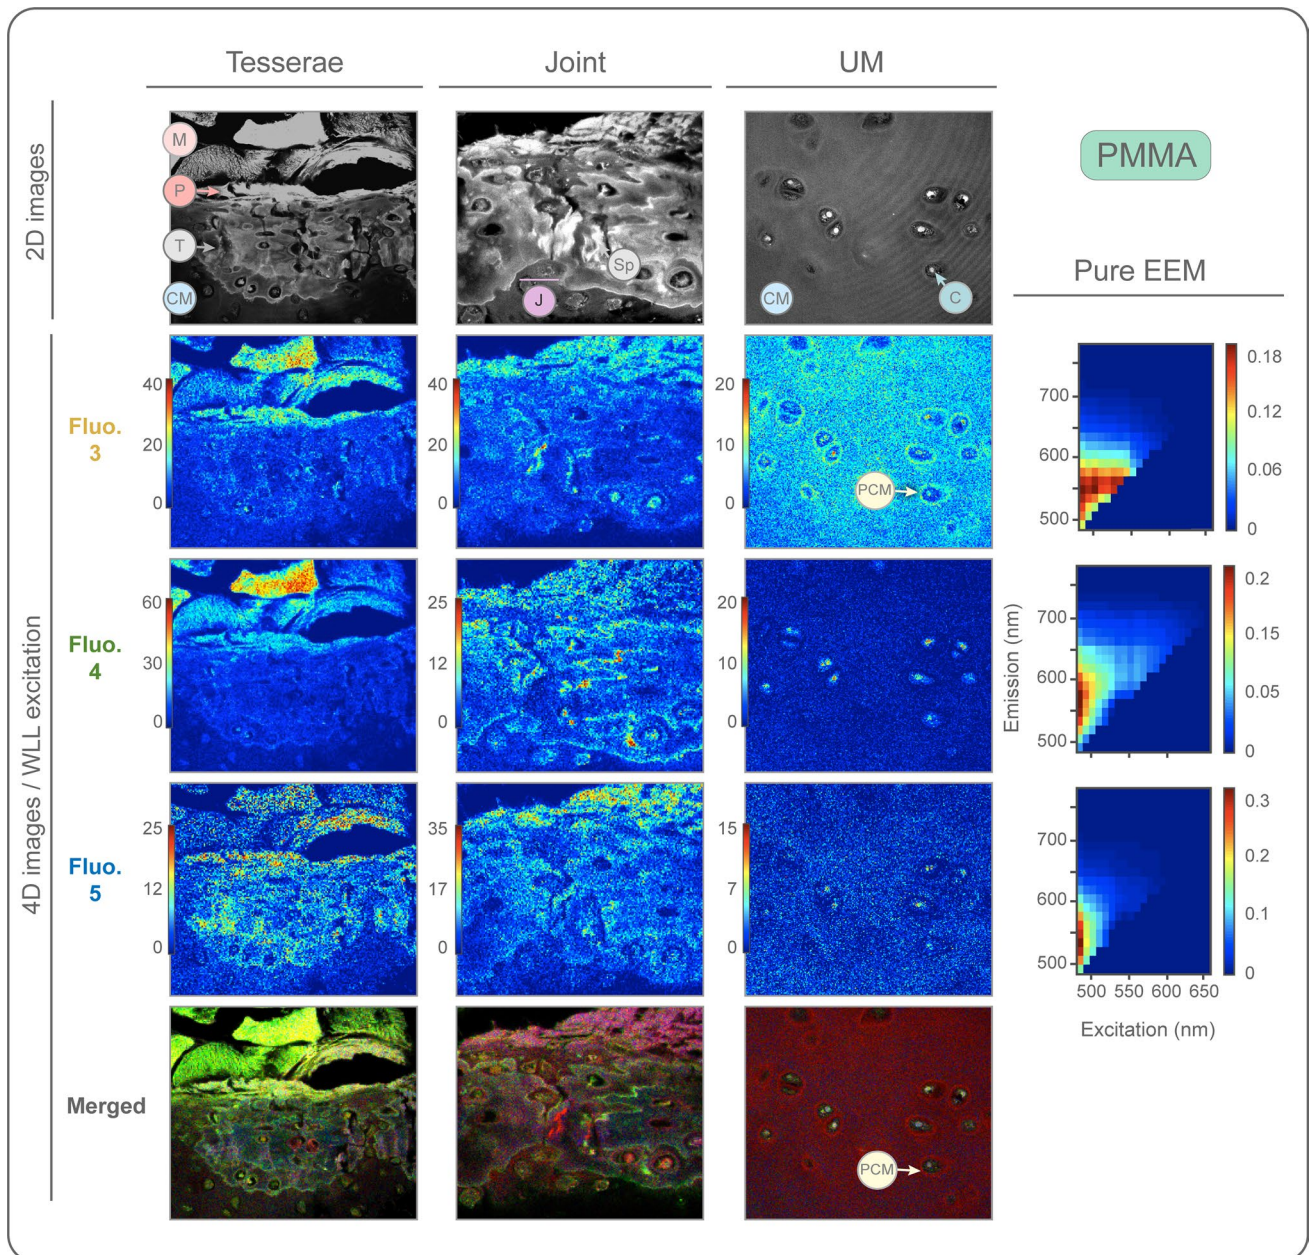 Tesserae
Joint
UM
2D images
M
P
T
CM
Sp
J
CM
C
PMMA
Pure EEM
4D images / WLL excitation
Fluo.
3
40
20
0
40
20
0
20
10
0
PCM
700
600
500
0.18
0.12
0.06
0
Fluo.
4
60
30
0
25
12
0
20
10
0
Emission (nm)
700
600
500
0.2
0.15
0.05
0
Fluo.
5
25
12
0
35
17
0
15
7
0
700
600
500
0.3
0.2
0.1
0
500 550 600 650
Excitation (nm)
Merged
PCM